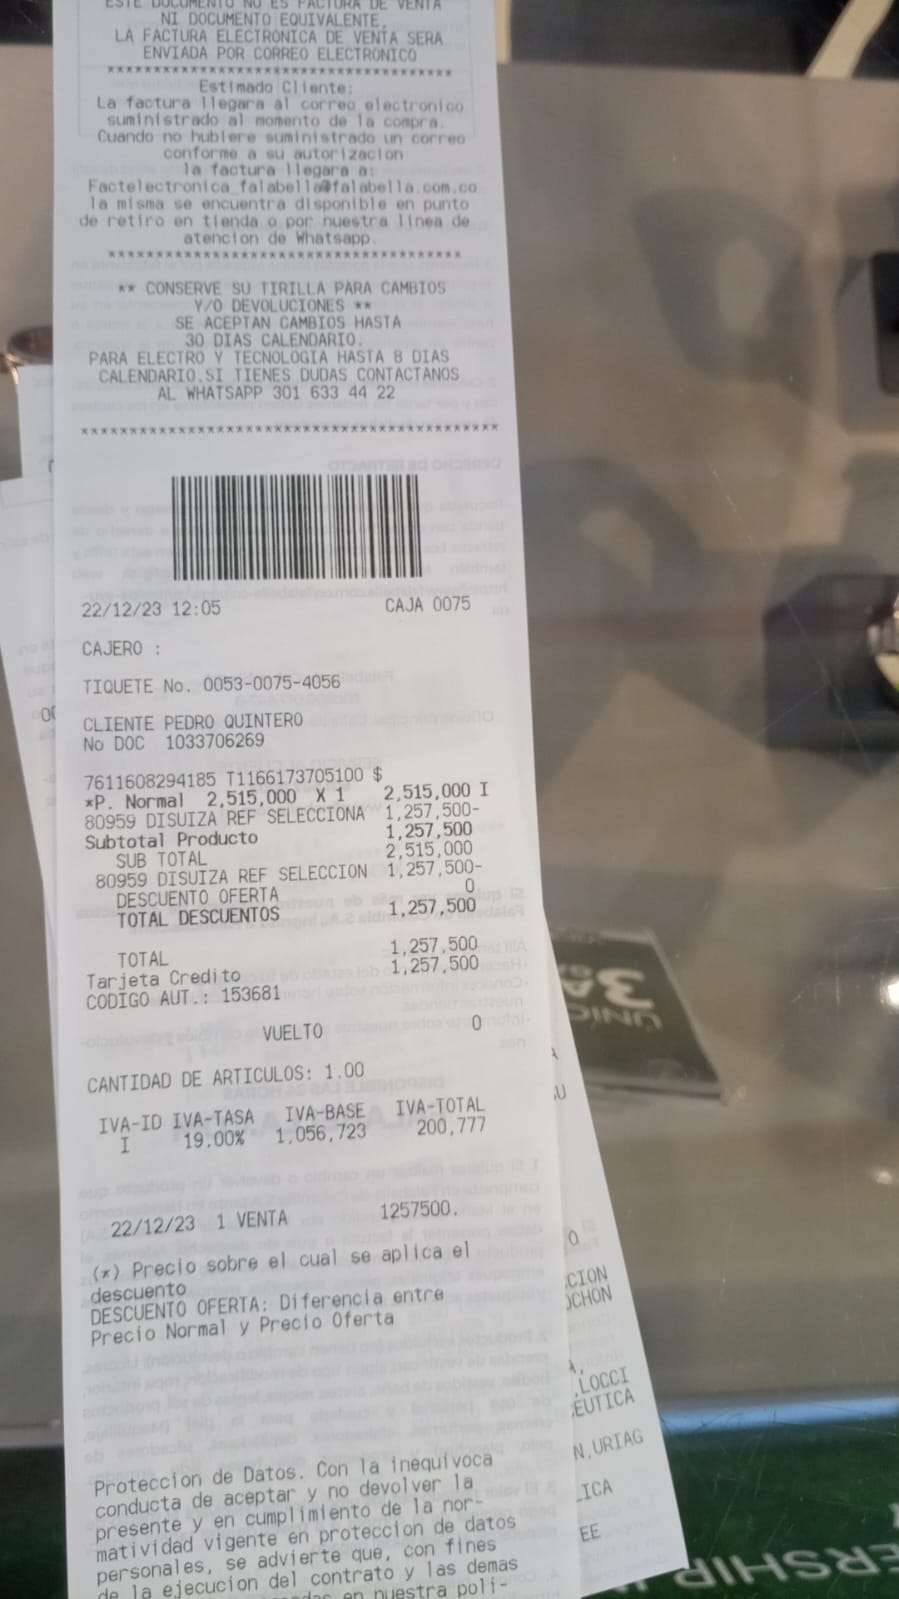 ESTE DOCUMENTO NO ES FACTURA DE VENTA
NI DOCUMENTO EQUIVALENTE,
LA FACTURA ELECTRONICA DE VENTA SERA
ENVIADA POR CORREO ELECTRONICO
***********************************
Estimado Cliente:
La factura llegara al correo electronico
suministrado al momento de la compra.
Cuando no hubiere suministrado un correo
conforme a su autorizacion
la factura llegara a:
Factelectronica_falabella@falabella.com.co
la misma se encuentra disponible en punto
de retiro en tienda o por nuestra linea de
atencion de Whatsapp.
***********************************
** CONSERVE SU TIRILLA PARA CAMBIOS
Y/O DEVOLUCIONES **
SE ACEPTAN CAMBIOS HASTA
30 DIAS CALENDARIO.
PARA ELECTRO Y TECNOLOGIA HASTA 8 DIAS
CALENDARIO.SI TIENES DUDAS CONTACTANOS
AL WHATSAPP 301 633 44 22
******************************************
22/12/23 12:05 CAJA 0075
CAJERO :
TIQUETE No. 0053-0075-4056
CLIENTE PEDRO QUINTERO
No DOC 1033706269
7611608294185 T1166173705100 $
*P. Normal 2,515,000 X 1 2,515,000 I
80959 DISUIZA REF SELECCIONA 1,257,500-
Subtotal Producto 1,257,500
SUB TOTAL 2,515,000
80959 DISUIZA REF SELECCION 1,257,500-
DESCUENTO OFERTA 0
TOTAL DESCUENTOS 1,257,500
TOTAL 1,257,500
Tarjeta Credito 1,257,500
CODIGO AUT.: 153681
VUELTO 0
CANTIDAD DE ARTICULOS: 1.00
IVA-ID IVA-TASA IVA-BASE IVA-TOTAL
I 19.00% 1,056,723 200,777
22/12/23 1 VENTA 1257500.
(*) Precio sobre el cual se aplica el
descuento
DESCUENTO OFERTA: Diferencia entre
Precio Normal y Precio Oferta
Proteccion de Datos. Con la inequivoca
conducta de aceptar y no devolver la
presente y en cumplimiento de la nor-
matividad vigente en proteccion de datos
personales, se advierte que, con fines
de la ejecucion del contrato y las demas
en nuestra poli-
CION
OCHON
LOCCI
EUTICA
N,URIAG
ICA
EE